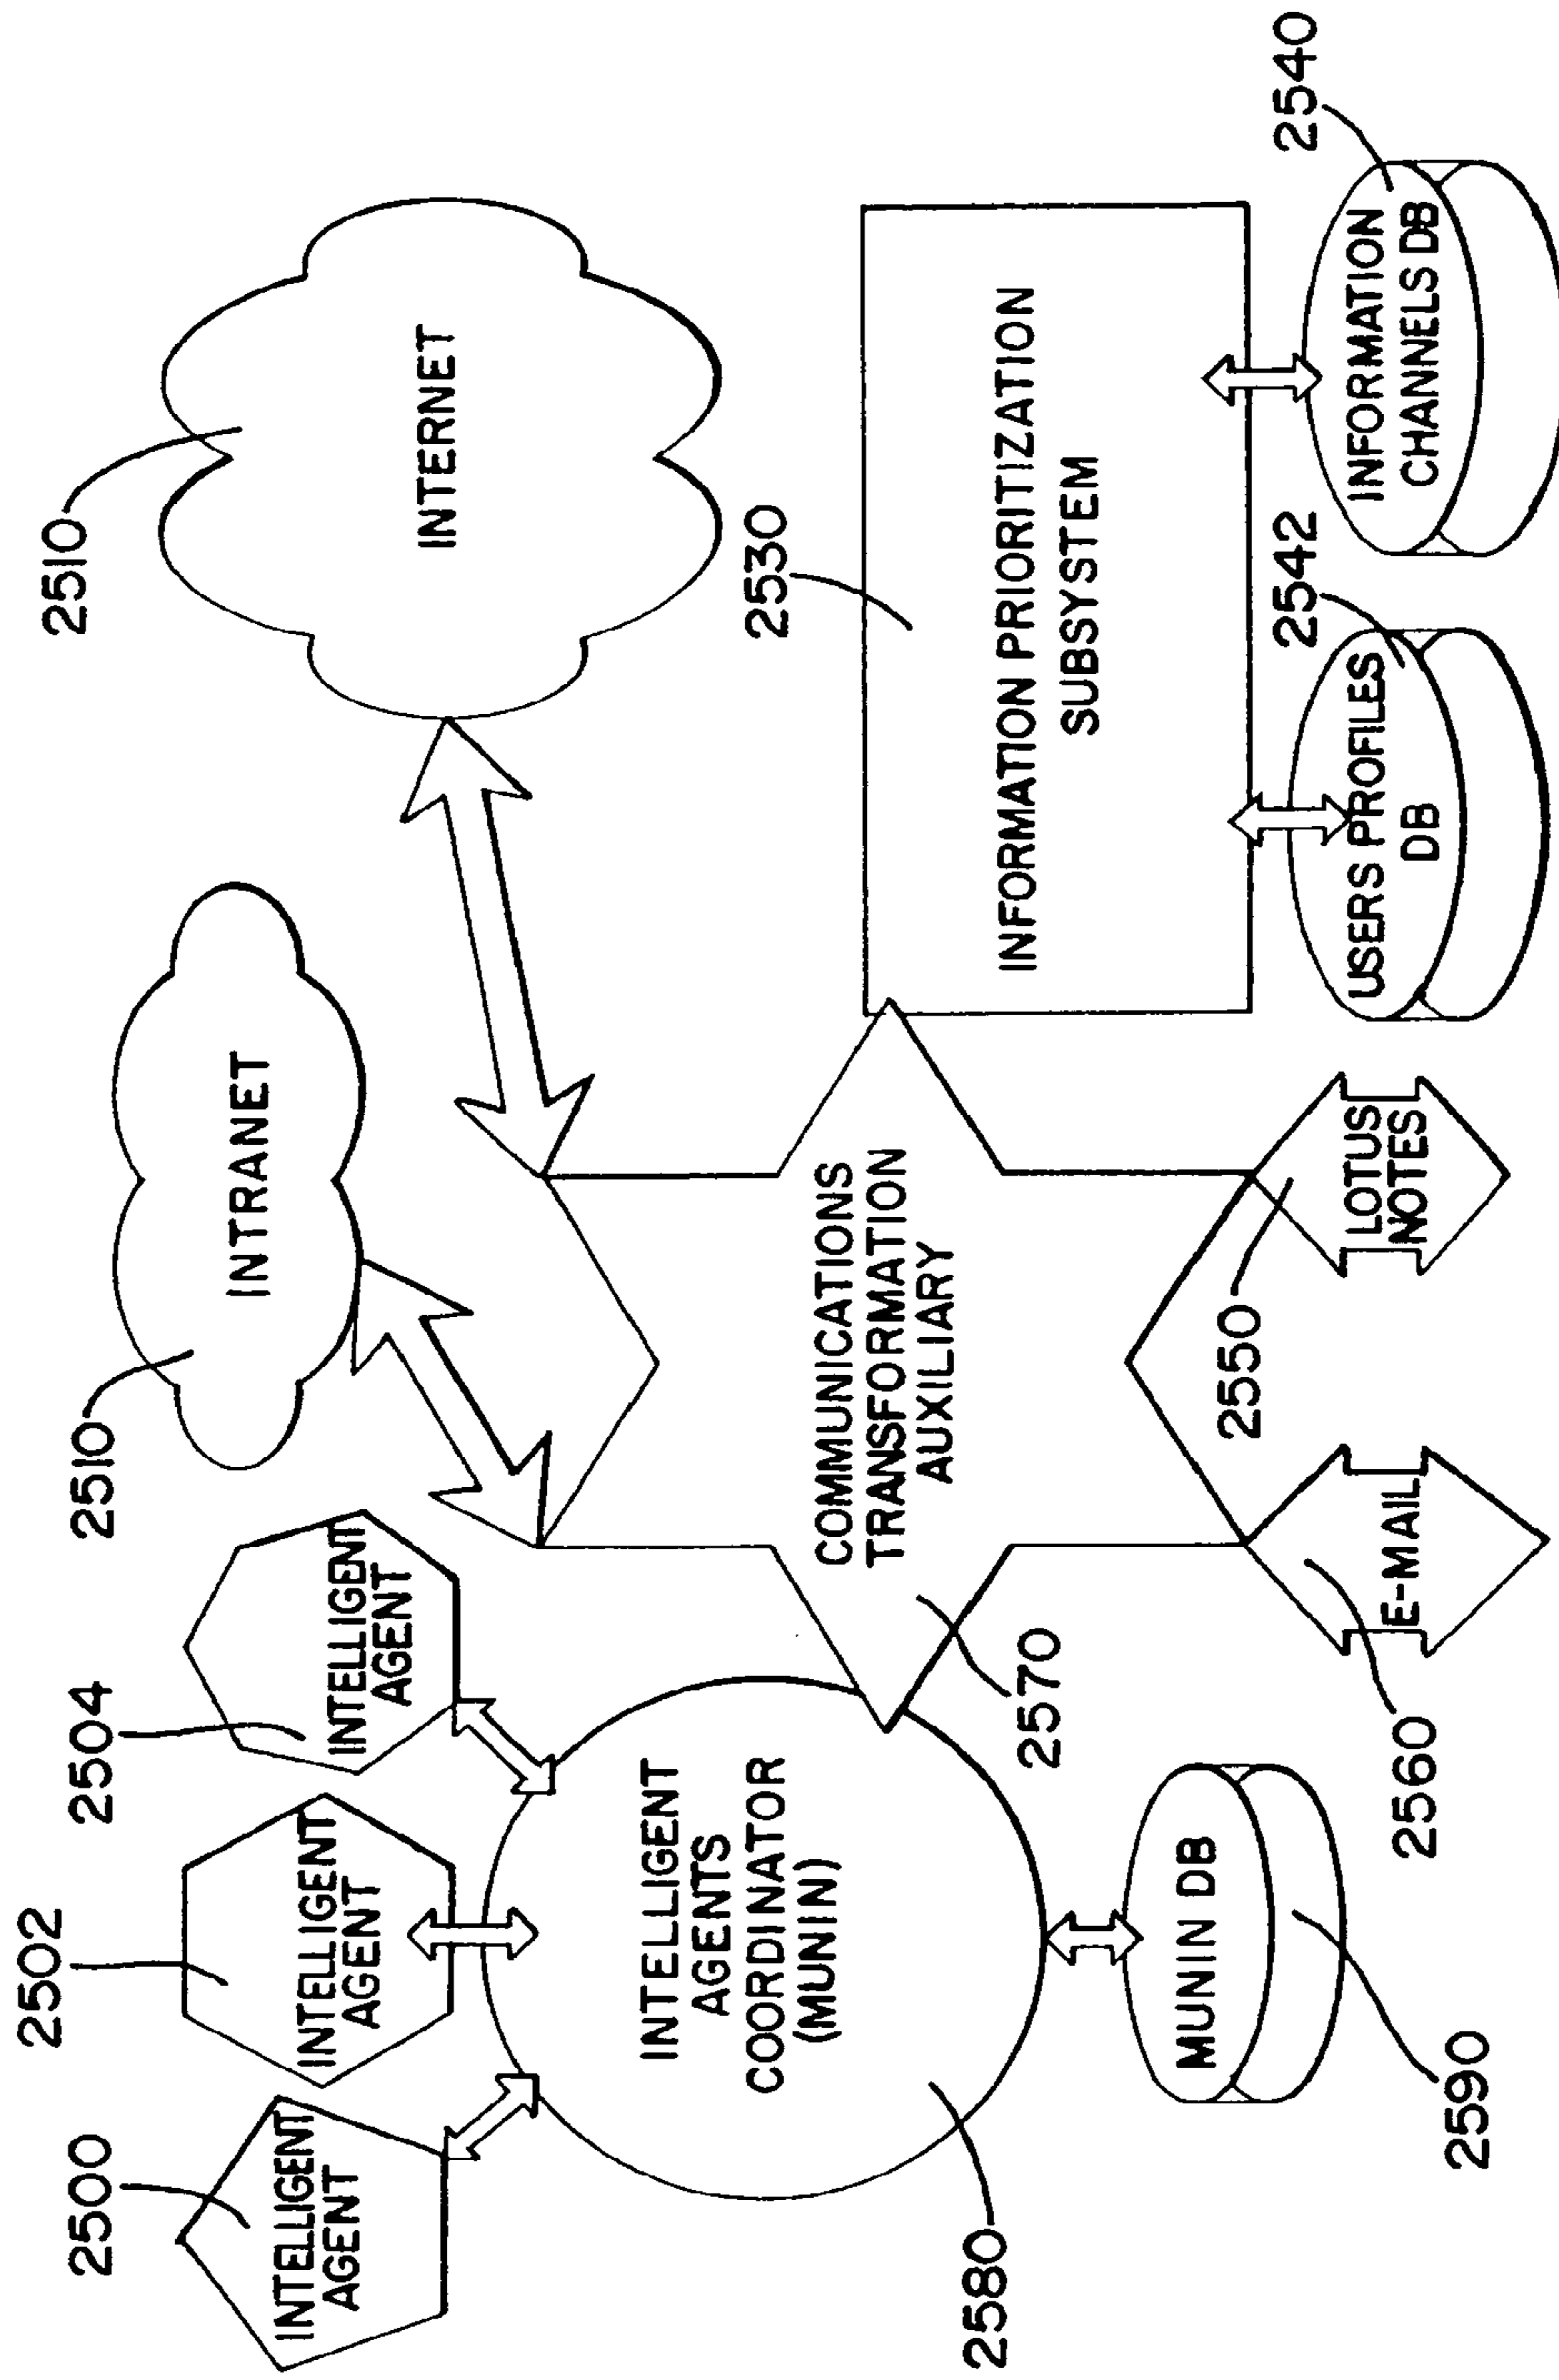 2500
INTELLIGENT
AGENT
2502
INTELLIGENT
AGENT
2504
INTELLIGENT
AGENT
2510
INTRANET
2510
INTERNET
2580
INTELLIGENT
AGENTS
COORDINATOR
(MUNIN)
2570
COMMUNICATIONS
TRANSFORMATION
AUXILIARY
2530
INFORMATION PRIORITIZATION
SUBSYSTEM
2590
MUNIN DB
2560
E-MAIL
2550
LOTUS
NOTES
2542
USERS PROFILES
DB
2540
INFORMATION
CHANNELS DB